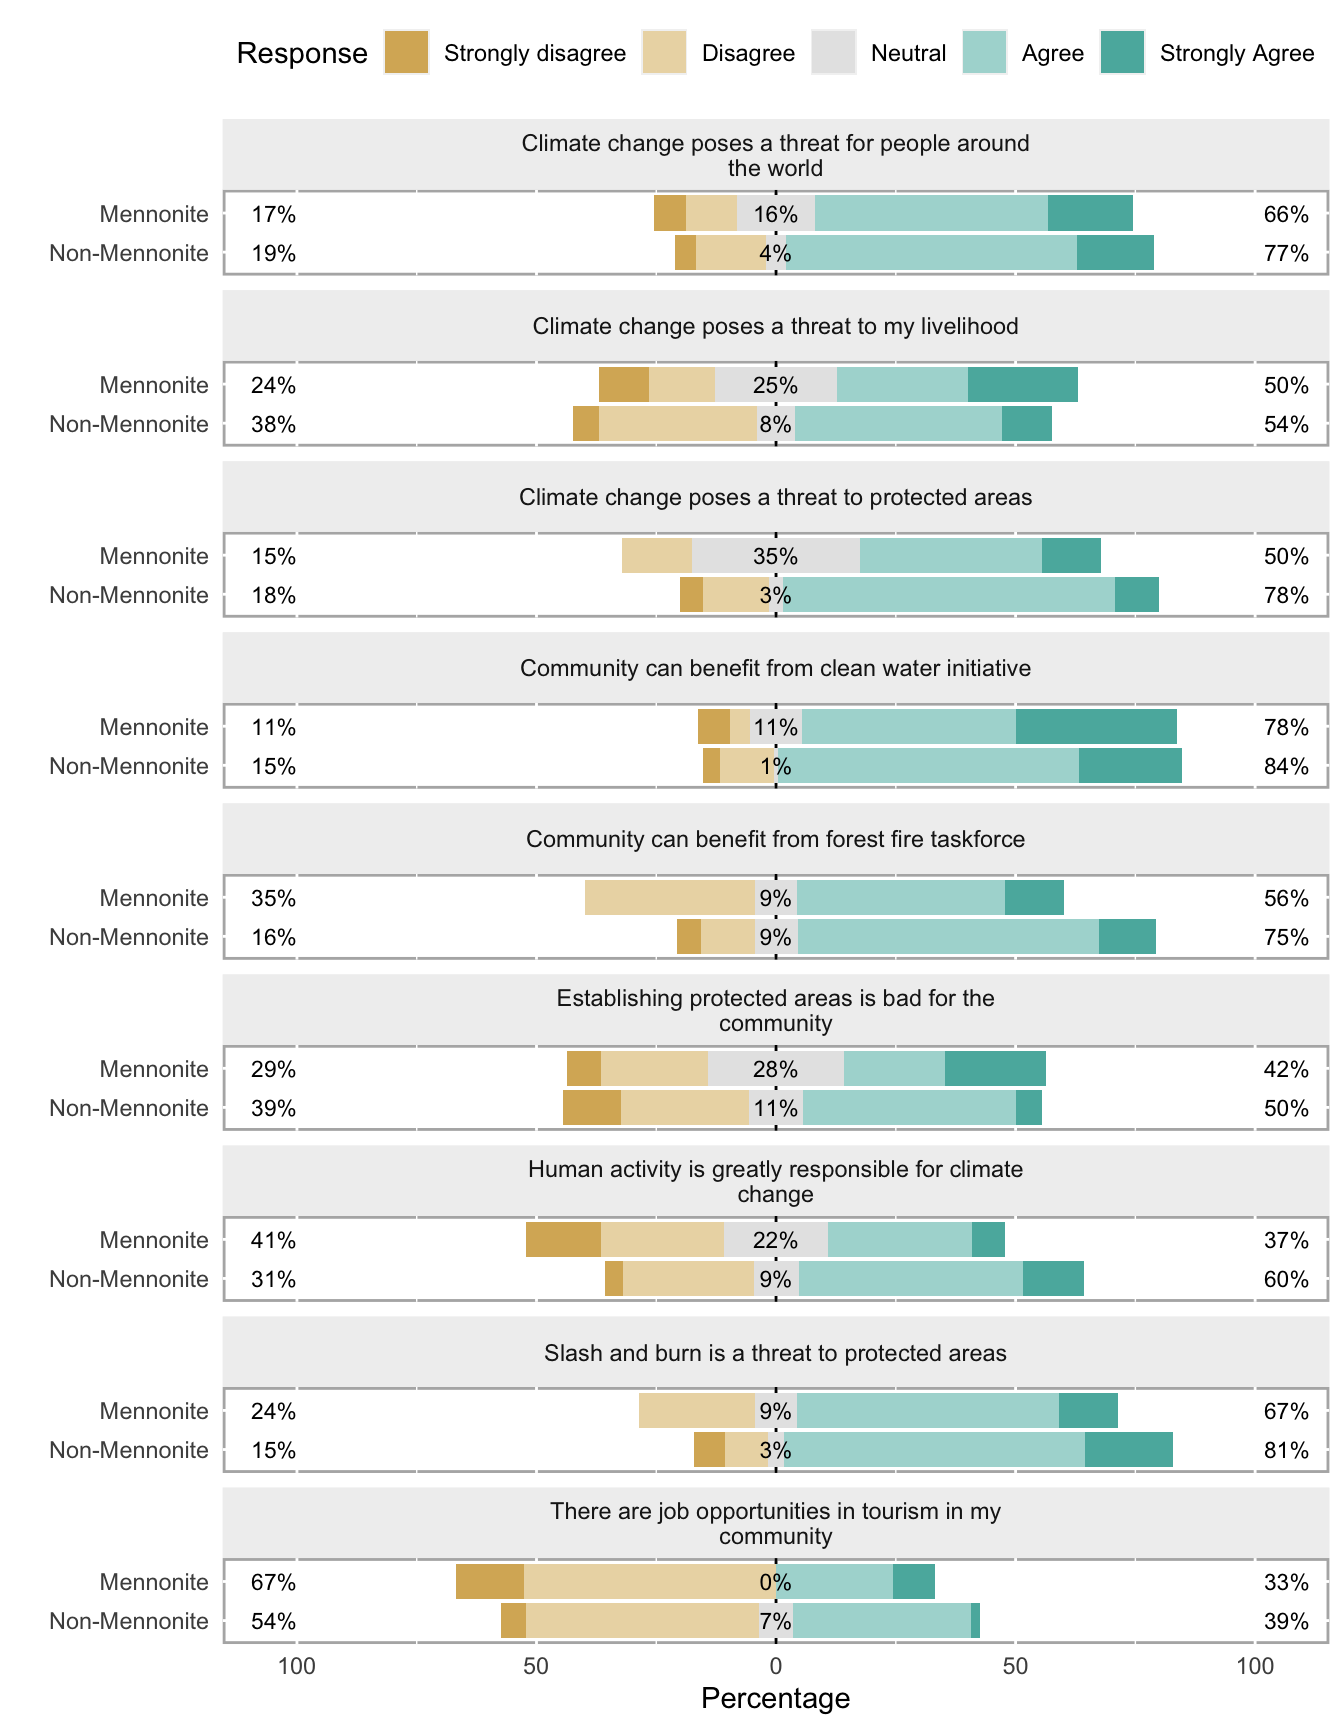 Response Strongly disagree Disagree Neutral Agree Strongly Agree
Climate change poses a threat for people around
the world
Mennonite 17% 16% 66%
Non-Mennonite 19% 4% 77%
Climate change poses a threat to my livelihood
Mennonite 24% 25% 50%
Non-Mennonite 38% 8% 54%
Climate change poses a threat to protected areas
Mennonite 15% 35% 50%
Non-Mennonite 18% 3% 78%
Community can benefit from clean water initiative
Mennonite 11% 11% 78%
Non-Mennonite 15% 1% 84%
Community can benefit from forest fire taskforce
Mennonite 35% 9% 56%
Non-Mennonite 16% 9% 75%
Establishing protected areas is bad for the
community
Mennonite 29% 28% 42%
Non-Mennonite 39% 11% 50%
Human activity is greatly responsible for climate
change
Mennonite 41% 22% 37%
Non-Mennonite 31% 9% 60%
Slash and burn is a threat to protected areas
Mennonite 24% 9% 67%
Non-Mennonite 15% 3% 81%
There are job opportunities in tourism in my
community
Mennonite 67% 0% 33%
Non-Mennonite 54% 7% 39%
100 50 0 50 100
Percentage